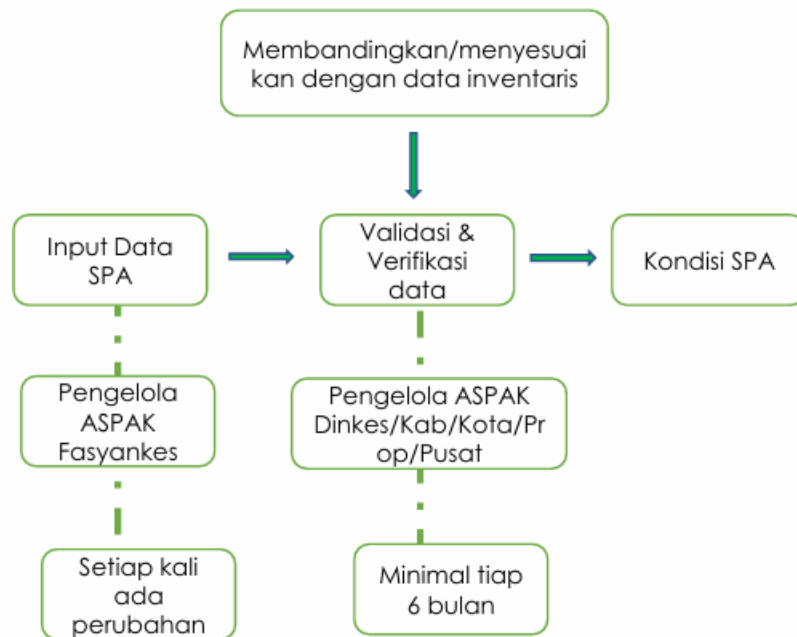 Membandingkan/menyesuai
kan dengan data inventaris
Input Data
SPA
Validasi &
Verifikasi
data
Kondisi SPA
Pengelola
ASPAK
Fasyankes
Pengelola ASPAK
Dinkes/Kab/Kota/Pr
op/Pusat
Setiap kali
ada
perubahan
Minimal tiap
6 bulan